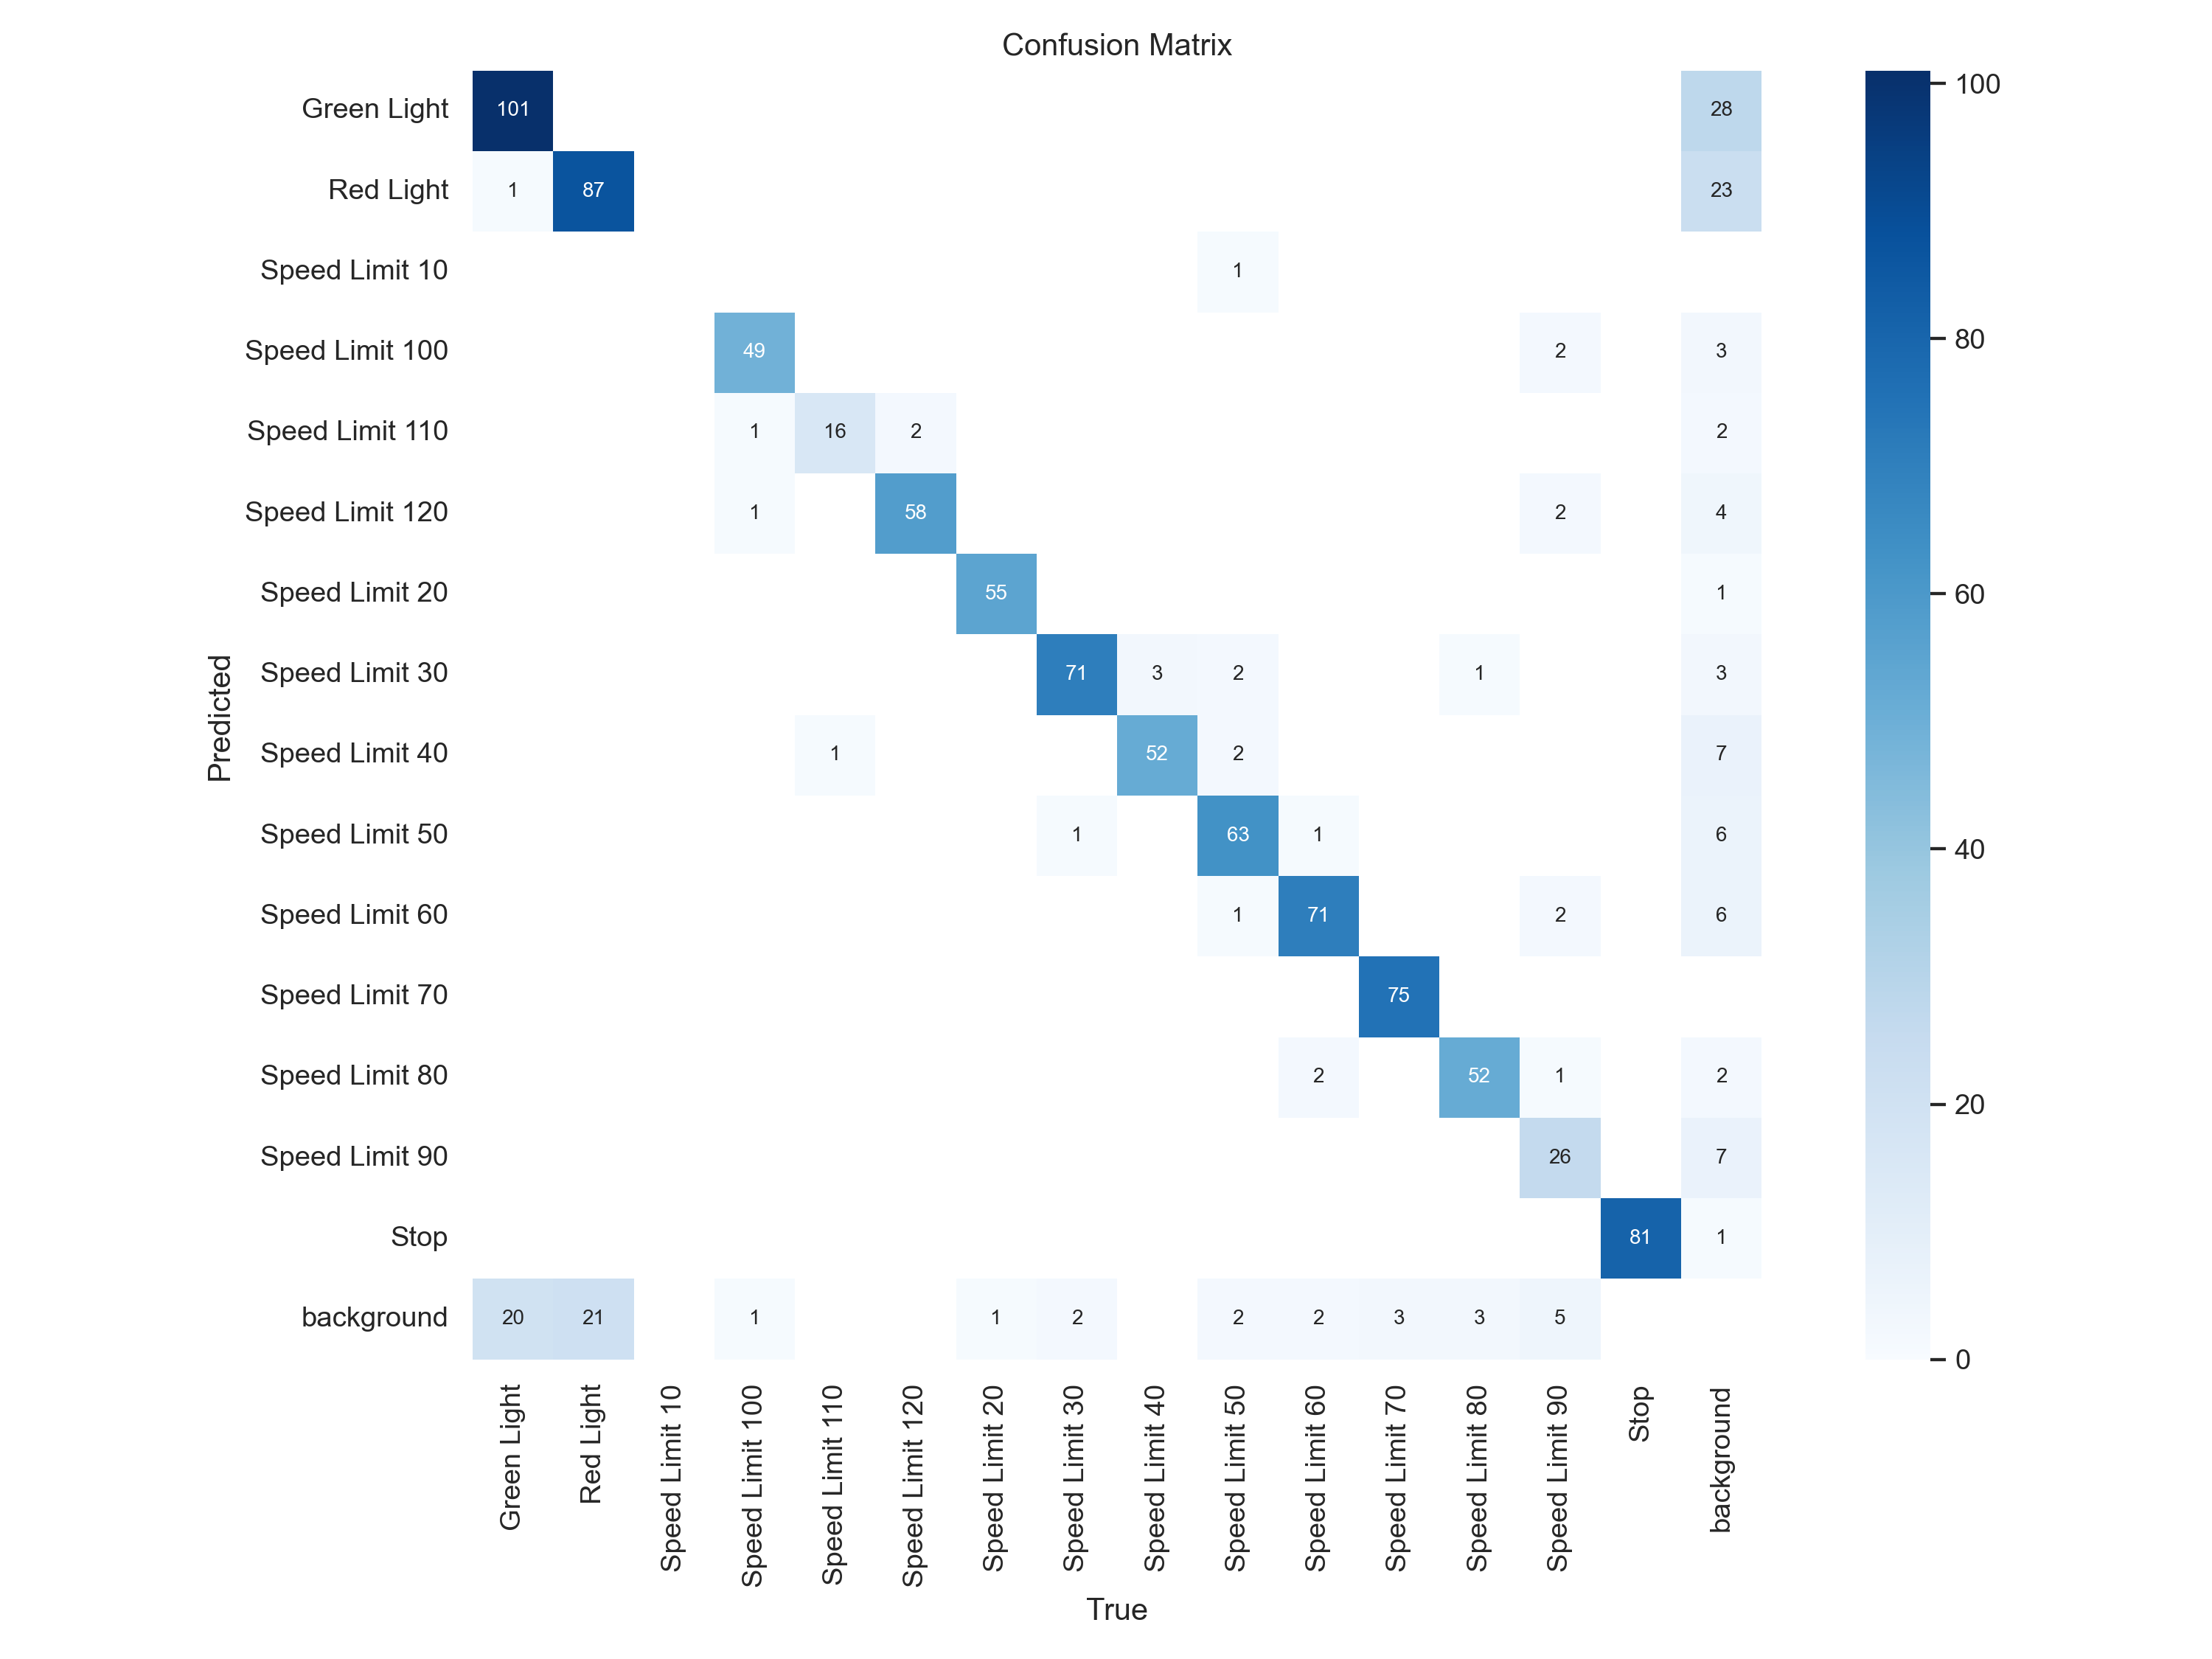 Confusion Matrix
Green Light 101 28 100
Red Light 1 87 23
Speed Limit 10 1
Speed Limit 100 49 2 3 80
Speed Limit 110 1 16 2 2
Speed Limit 120 1 58 2 4
Speed Limit 20 55 1 60
Predicted
Speed Limit 30 71 3 2 1 3
Speed Limit 40 1 52 2 7
Speed Limit 50 1 63 1 6 40
Speed Limit 60 1 71 2 6
Speed Limit 70 75
Speed Limit 80 2 52 1 2 20
Speed Limit 90 26 7
Stop 81 1
background 20 21 1 1 2 2 2 3 3 5 0
Green Light
Red Light
Speed Limit 10
Speed Limit 100
Speed Limit 110
Speed Limit 120
Speed Limit 20
Speed Limit 30
Speed Limit 40
Speed Limit 50
Speed Limit 60
Speed Limit 70
Speed Limit 80
Speed Limit 90
Stop
background
True